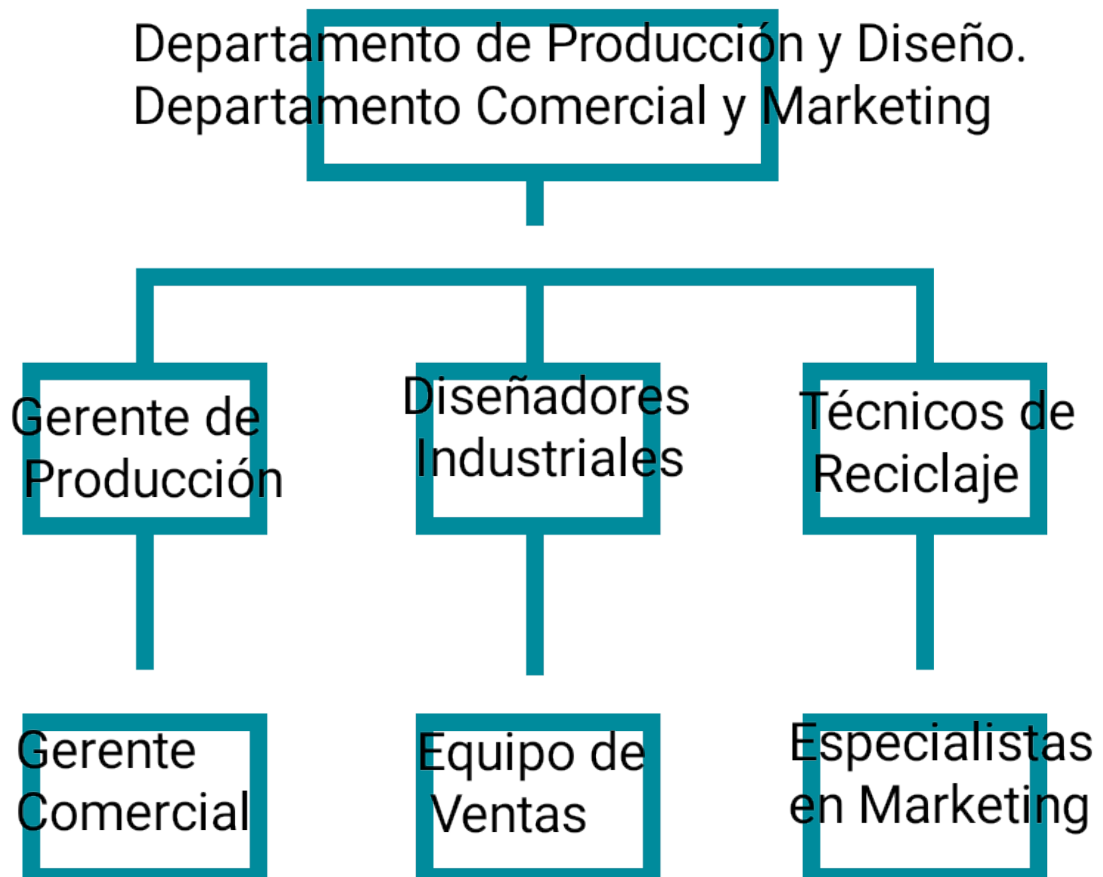 Departamento de Producción y Diseño.
Departamento Comercial y Marketing
Gerente de
Producción
Diseñadores
Industriales
Técnicos de
Reciclaje
Gerente
Comercial
Equipo de
Ventas
Especialistas
en Marketing